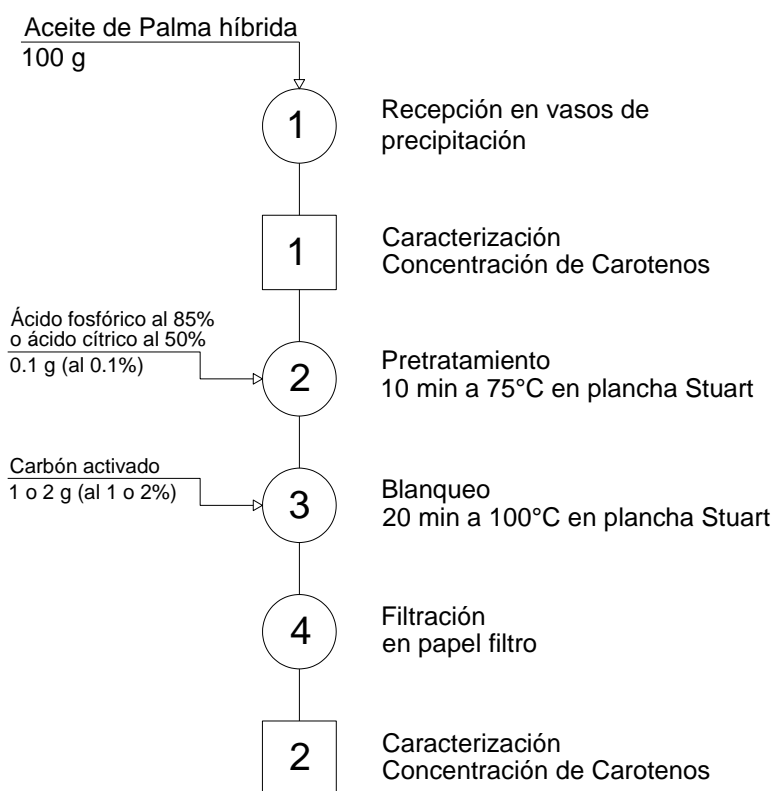 Aceite de Palma híbrida
100 g
1
Recepción en vasos de
precipitación
1
Caracterización
Concentración de Carotenos
Ácido fosfórico al 85%
o ácido cítrico al 50%
0.1 g (al 0.1%)
2
Pretratamiento
10 min a 75°C en plancha Stuart
Carbón activado
1 o 2 g (al 1 o 2%)
3
Blanqueo
20 min a 100°C en plancha Stuart
4
Filtración
en papel filtro
2
Caracterización
Concentración de Carotenos